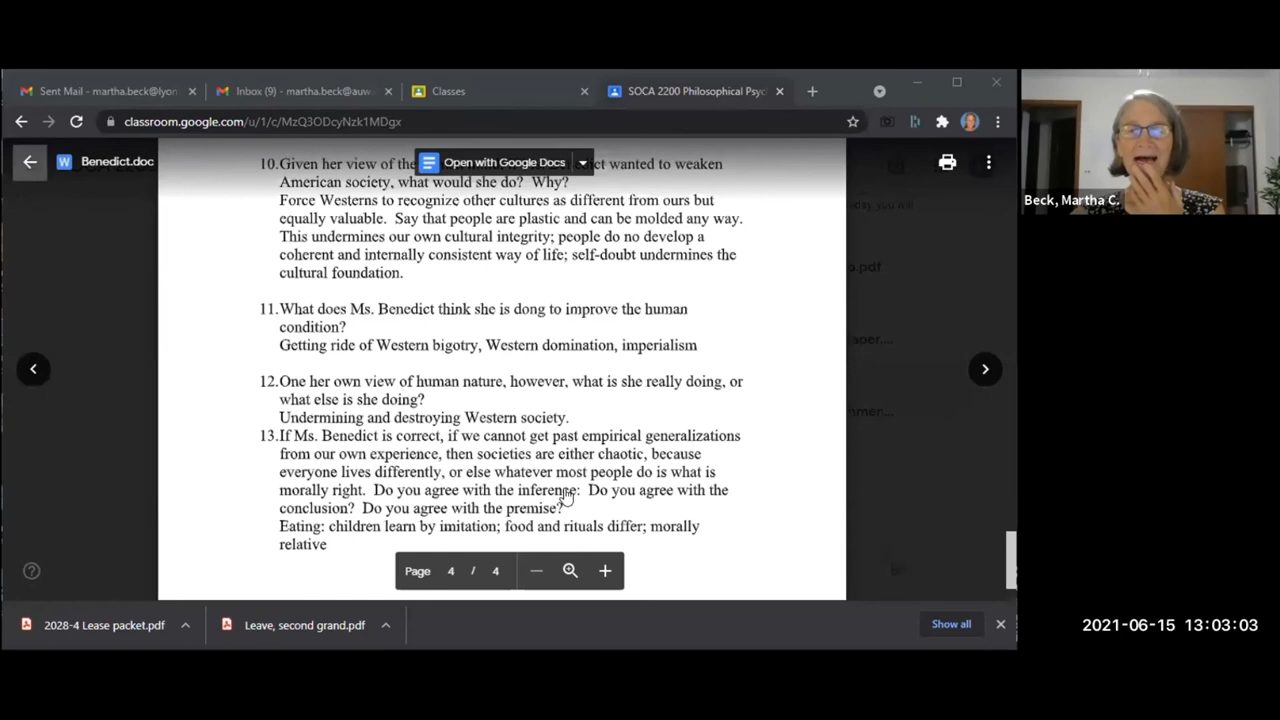 Sent Mail - martha.beck@lyon
Inbox (9) - martha.beck@auw.
Classes
SOCA 2200 Philosophical Psyc
classroom.google.com/u/1/c/MzQ3ODcyNzk1MDgx
Benedict.doc
Open with Google Docs
Beck, Martha C.
10. Given her view of the dict wanted to weaken
American society, what would she do? Why?
Force Westerns to recognize other cultures as different from ours but
equally valuable. Say that people are plastic and can be molded any way.
This undermines our own cultural integrity; people do no develop a
coherent and internally consistent way of life; self-doubt undermines the
cultural foundation.
11. What does Ms. Benedict think she is dong to improve the human
condition?
Getting ride of Western bigotry, Western domination, imperialism
12. One her own view of human nature, however, what is she really doing, or
what else is she doing?
Undermining and destroying Western society.
13. If Ms. Benedict is correct, if we cannot get past empirical generalizations
from our own experience, then societies are either chaotic, because
everyone lives differently, or else whatever most people do is what is
morally right. Do you agree with the inference: Do you agree with the
conclusion? Do you agree with the premise?
Eating: children learn by imitation; food and rituals differ; morally
relative
Page 4 / 4
2028-4 Lease packet.pdf
Leave, second grand.pdf
Show all
2021-06-15 13:03:03